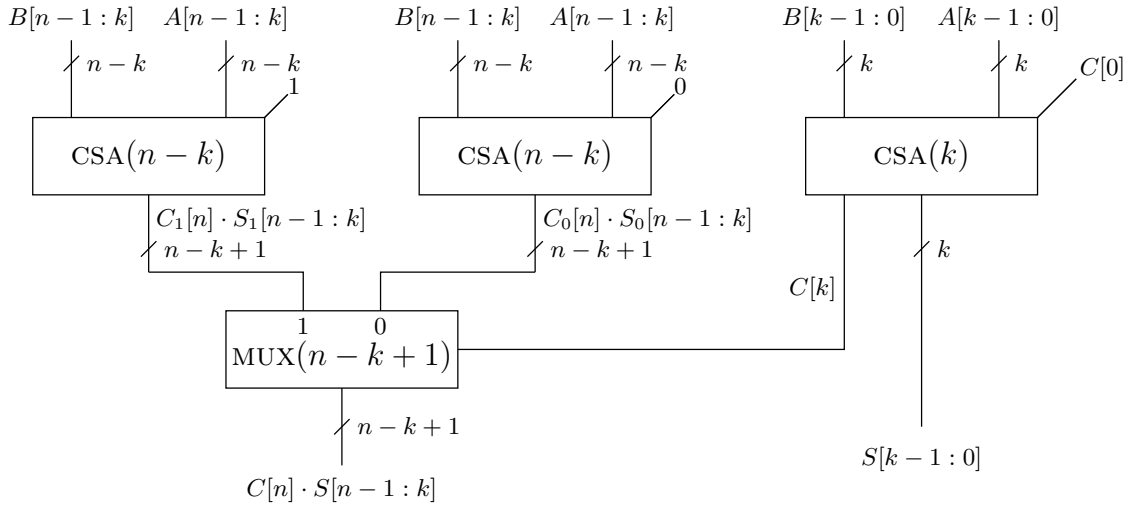 B[n − 1 : k] A[n − 1 : k] B[n − 1 : k] A[n − 1 : k] B[k − 1 : 0] A[k − 1 : 0]
n − k n − k n − k n − k k k C[0]
1 0
CSA(n − k) CSA(n − k) CSA(k)
C₁[n] · S₁[n − 1 : k] C₀[n] · S₀[n − 1 : k]
n − k + 1 n − k + 1 k
C[k]
1 0
MUX(n − k + 1)
n − k + 1
S[k − 1 : 0]
C[n] · S[n − 1 : k]